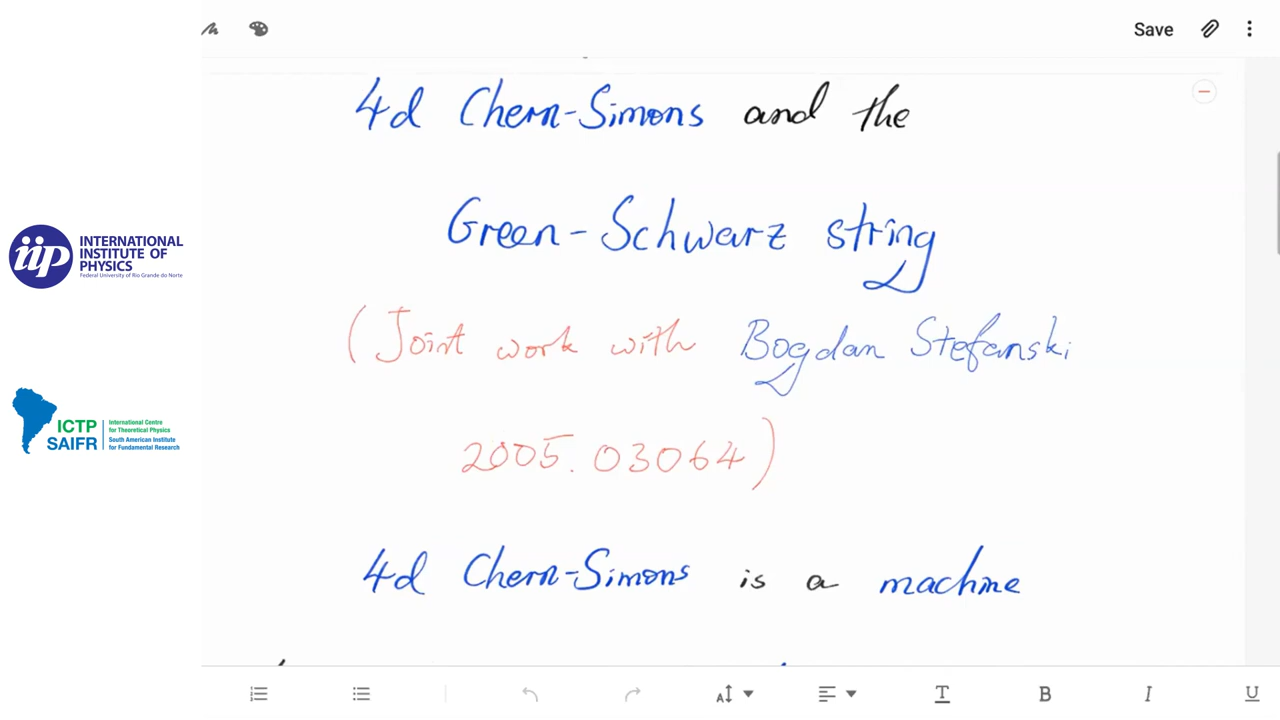 Save
4d Chern-Simons and the
Green-Schwarz string
(Joint work with Bogdan Stefanski
2005.03064)
4d Chern-Simons is a machine
iip INTERNATIONAL
INSTITUTE OF
PHYSICS
Federal University of Rio Grande do Norte
ICTP
SAIFR
International Centre
for Theoretical Physics
South American Institute
for Fundamental Research
A
T
B
I
U